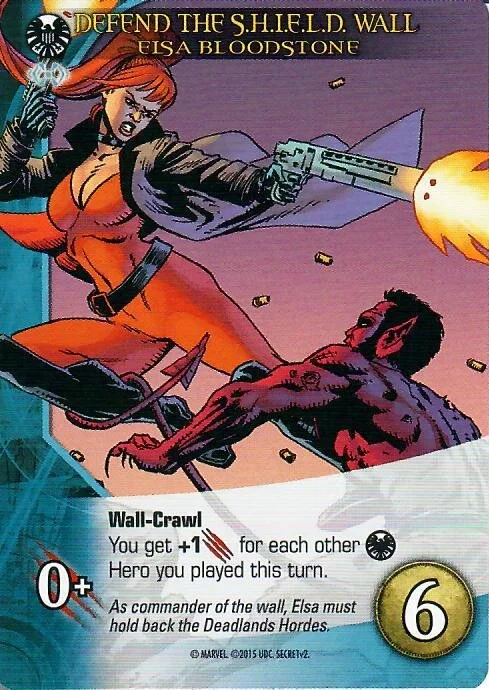 DEFEND THE S.H.I.E.L.D. WALL
ELSA BLOODSTONE
Wall-Crawl
You get +1 for each other
Hero you played this turn.
0+
As commander of the wall, Elsa must
hold back the Deadlands Hordes.
6
© MARVEL. ©2015 UDC. SECRETv2.